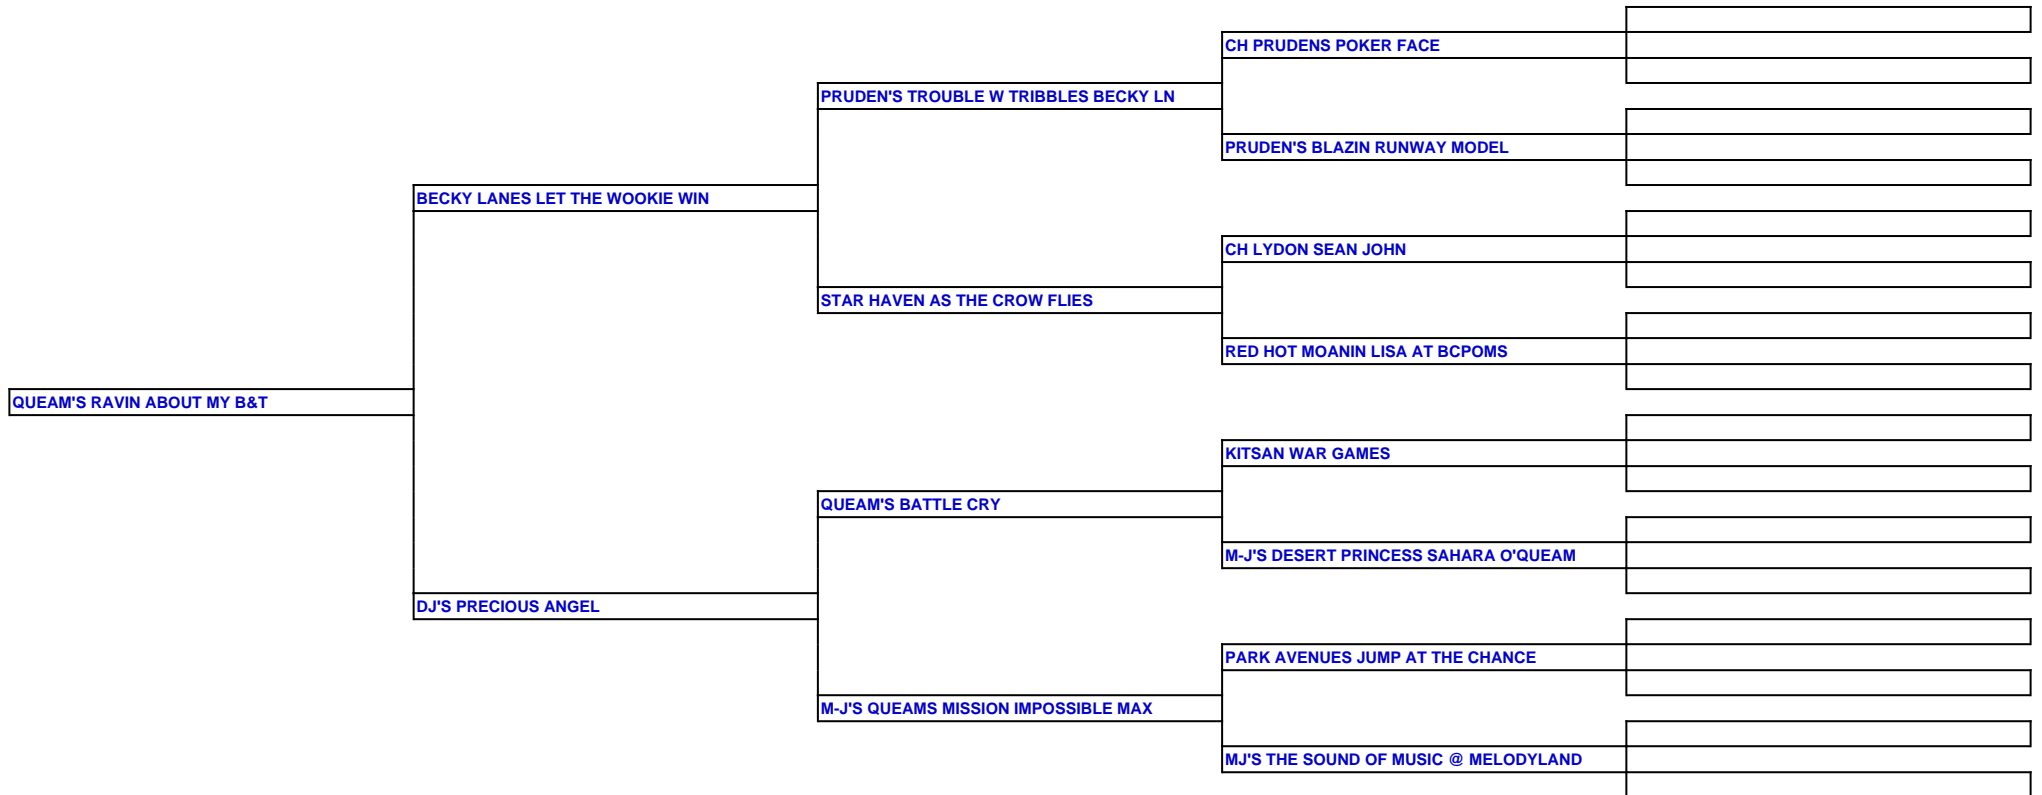 CH PRUDENS POKER FACE
PRUDEN'S TROUBLE W TRIBBLES BECKY LN
PRUDEN'S BLAZIN RUNWAY MODEL
BECKY LANES LET THE WOOKIE WIN
CH LYDON SEAN JOHN
STAR HAVEN AS THE CROW FLIES
RED HOT MOANIN LISA AT BCPOMS
QUEAM'S RAVIN ABOUT MY B&T
KITSAN WAR GAMES
QUEAM'S BATTLE CRY
M-J'S DESERT PRINCESS SAHARA O'QUEAM
DJ'S PRECIOUS ANGEL
PARK AVENUES JUMP AT THE CHANCE
M-J'S QUEAMS MISSION IMPOSSIBLE MAX
MJ'S THE SOUND OF MUSIC @ MELODYLAND